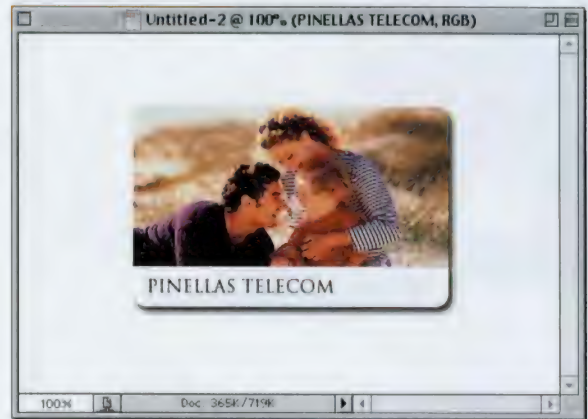 Untitled-2 @ 100% (PINELLAS TELECOM, RGB)
PINELLAS TELECOM
100%
Doc: 365K/719K